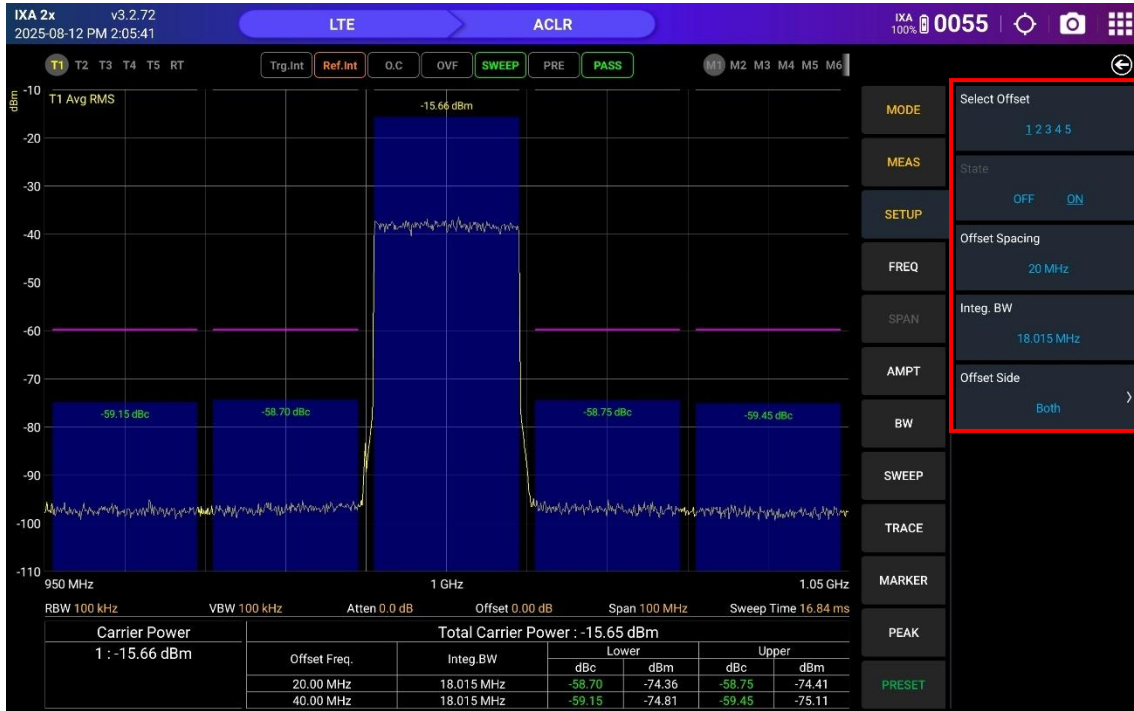 IXA 2x v3.2.72
2025-08-12 PM 2:05:41
LTE
ACLR
IXA
100%
0055
T1 T2 T3 T4 T5 RT
Trg.Int Ref.Int O.C OVF SWEEP PRE PASS
M1 M2 M3 M4 M5 M6
dBm
T1 Avg RMS
-10
-20
-30
-40
-50
-60
-70
-80
-90
-100
-110
-15.66 dBm
-59.15 dBc
-58.70 dBc
-58.75 dBc
-59.45 dBc
950 MHz 1 GHz 1.05 GHz
RBW 100 kHz VBW 100 kHz Atten 0.0 dB Offset 0.00 dB Span 100 MHz Sweep Time 16.84 ms
Carrier Power
1 : -15.66 dBm
Total Carrier Power : -15.65 dBm
Offset Freq. Integ.BW Lower Upper
dBc dBm dBc dBm
20.00 MHz 18.015 MHz -58.70 -74.36 -58.75 -74.41
40.00 MHz 18.015 MHz -59.15 -74.81 -59.45 -75.11
MODE
MEAS
SETUP
FREQ
SPAN
AMPT
BW
SWEEP
TRACE
MARKER
PEAK
PRESET
Select Offset
1 2 3 4 5
State
OFF ON
Offset Spacing
20 MHz
Integ. BW
18.015 MHz
Offset Side
Both